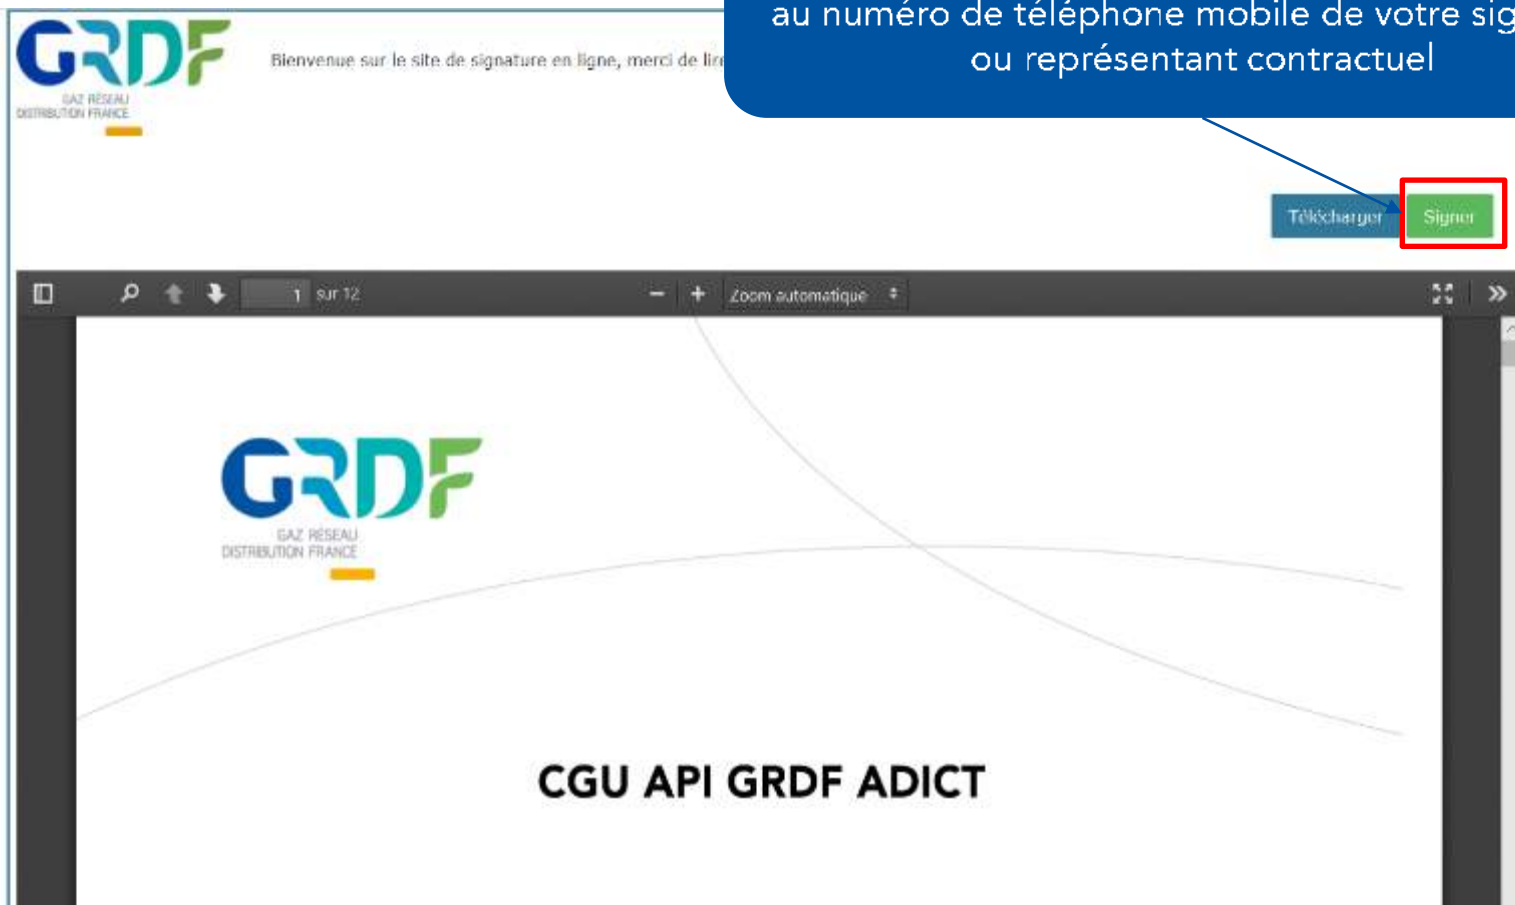 au numéro de téléphone mobile de votre sig
ou représentant contractuel
GRDF
GAZ RÉSEAU
DISTRIBUTION FRANCE
Bienvenue sur le site de signature en ligne, merci de lire
Télécharger
Signer
1 sur 12
Zoom automatique
GRDF
GAZ RÉSEAU
DISTRIBUTION FRANCE
CGU API GRDF ADICT